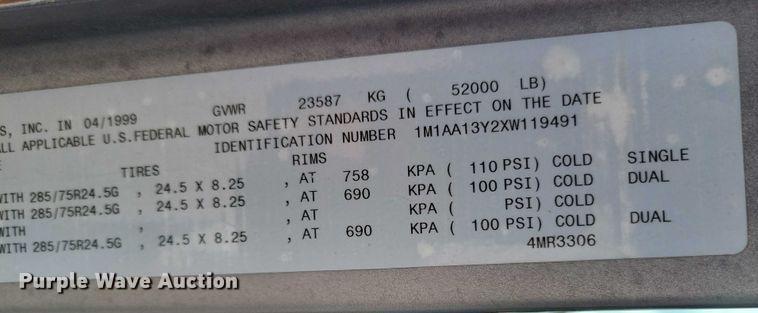 S, INC. IN 04/1999 GVWR 23587 KG ( 52000 LB)
ALL APPLICABLE U.S.FEDERAL MOTOR SAFETY STANDARDS IN EFFECT ON THE DATE
IDENTIFICATION NUMBER 1M1AA13Y2XW119491
TIRES RIMS
WITH 285/75R24.5G , 24.5 X 8.25 , AT 758 KPA ( 110 PSI) COLD SINGLE
WITH 285/75R24.5G , 24.5 X 8.25 , AT 690 KPA ( 100 PSI) COLD DUAL
WITH , , AT KPA ( PSI) COLD
WITH 285/75R24.5G , 24.5 X 8.25 , AT 690 KPA ( 100 PSI) COLD DUAL
4MR3306
Purple Wave Auction